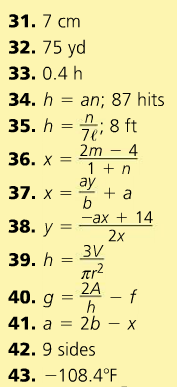 31. 7 cm
32. 75 yd
33. 0.4 h
34. h = an; 87 hits
35. h = n/7ℓ; 8 ft
36. x = (2m − 4)/(1 + n)
37. x = ay/b + a
38. y = (−ax + 14)/2x
39. h = 3V/πr²
40. g = 2A/h − f
41. a = 2b − x
42. 9 sides
43. −108.4°F